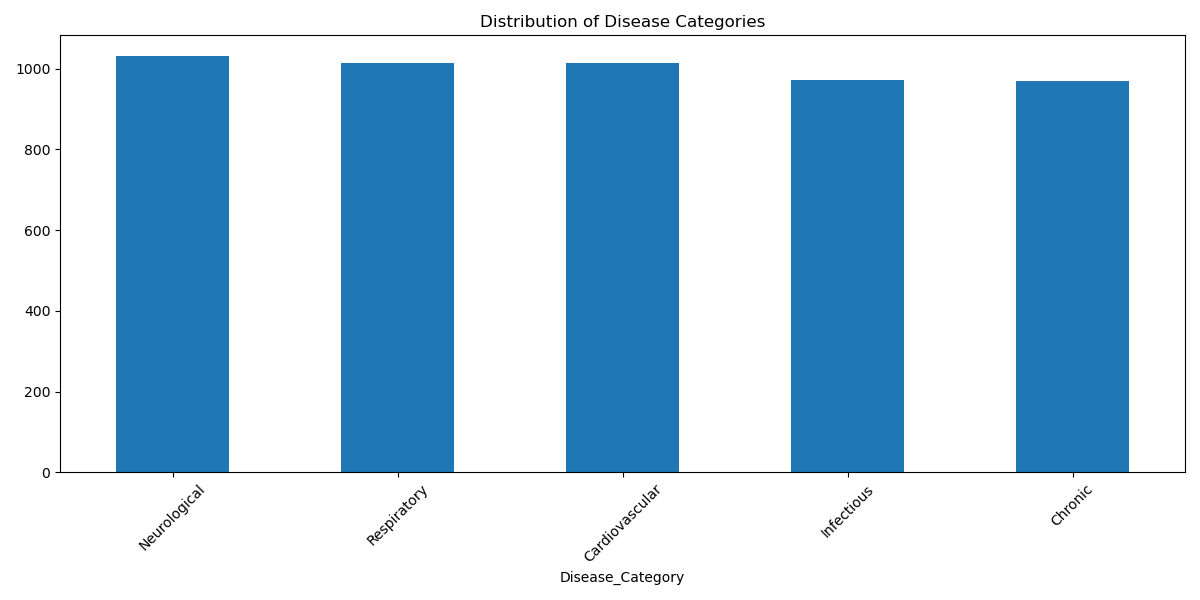 Distribution of Disease Categories
1000
800
600
400
200
0
Neurological
Respiratory
Cardiovascular
Infectious
Chronic
Disease_Category